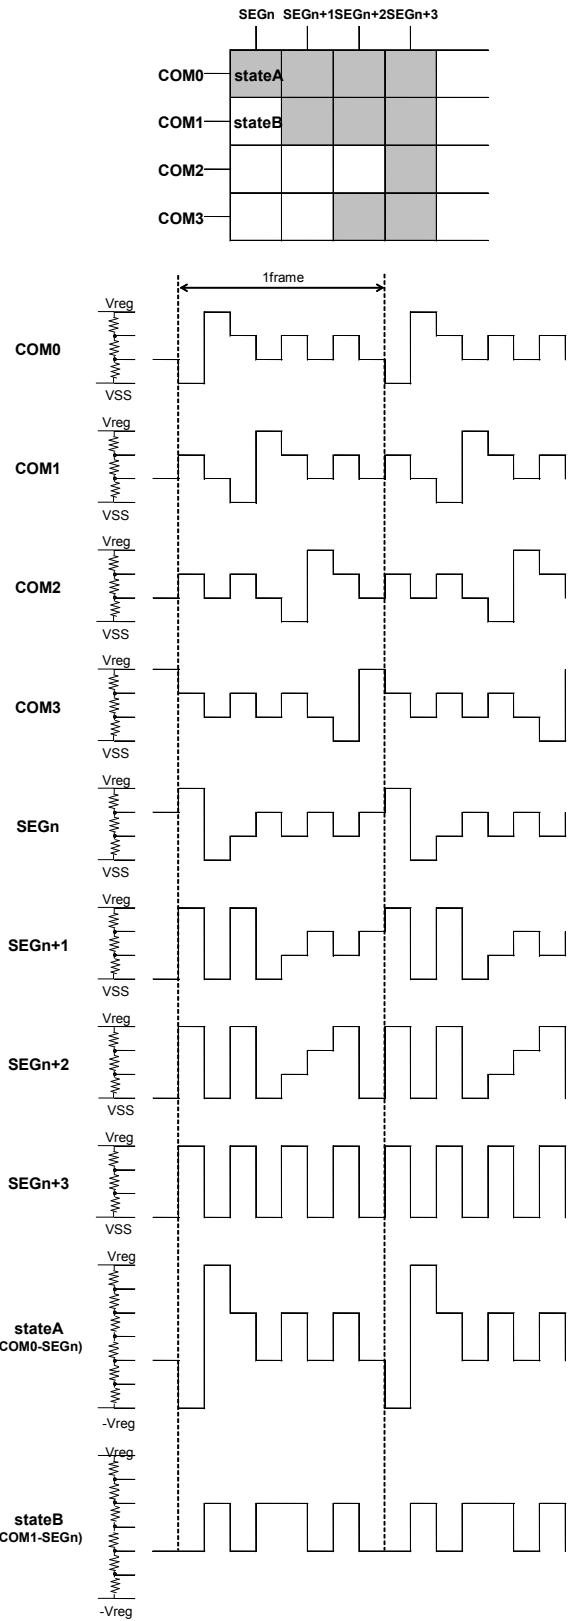 SEGn SEGn+1SEGn+2SEGn+3
COM0 stateA
COM1 stateB
COM2
COM3
1frame
Vreg
COM0
VSS
Vreg
COM1
VSS
Vreg
COM2
VSS
Vreg
COM3
VSS
Vreg
SEGn
VSS
Vreg
SEGn+1
VSS
Vreg
SEGn+2
VSS
Vreg
SEGn+3
VSS
Vreg
stateA
COM0-SEGn)
-Vreg
Vreg
stateB
COM1-SEGn)
-Vreg